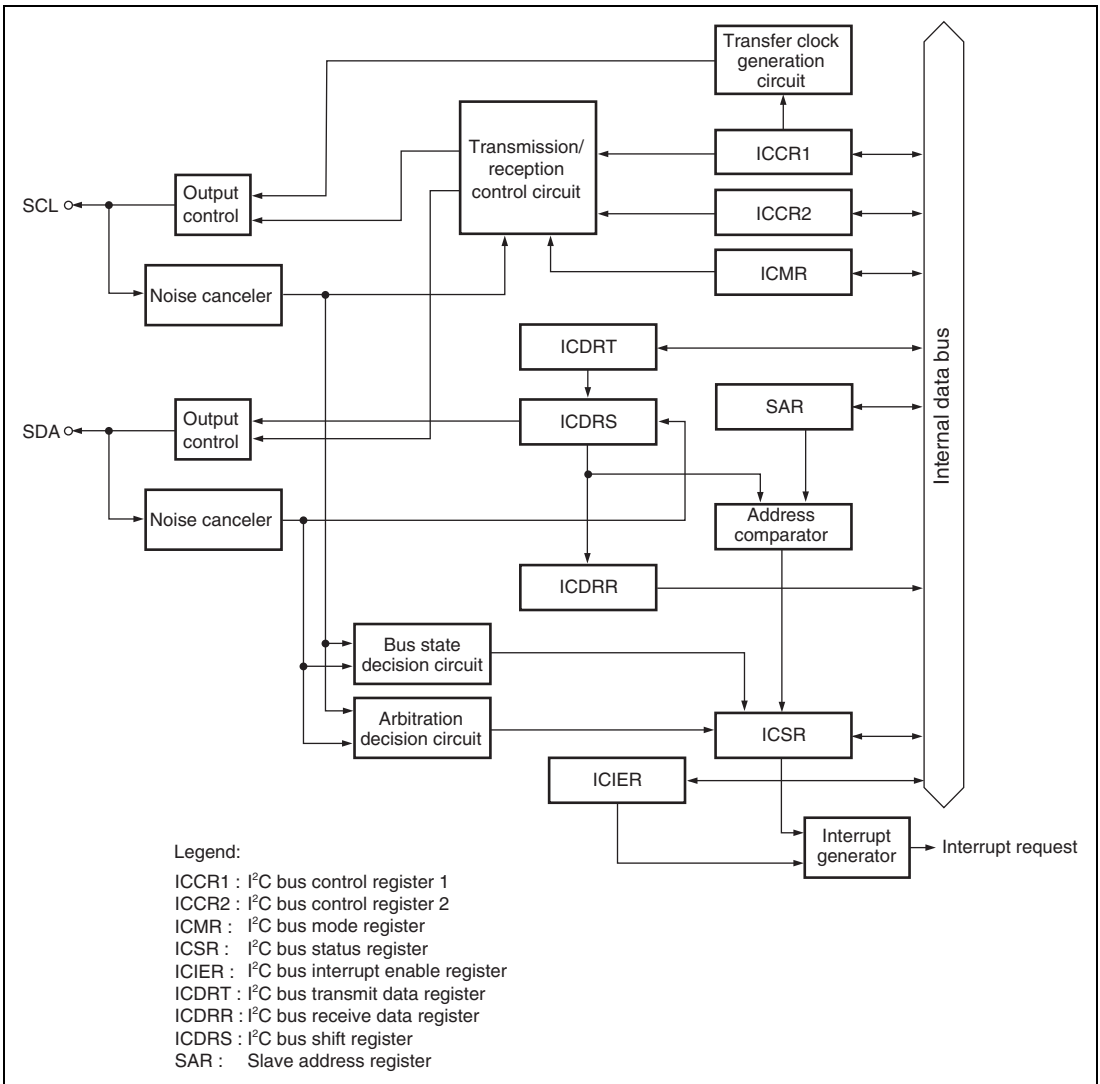 Transfer clock
generation
circuit
Transmission/
reception
control circuit
ICCR1
Output
control
SCL
ICCR2
ICMR
Noise canceler
ICDRT
Internal data bus
Output
control
SDA
ICDRS
SAR
Noise canceler
Address
comparator
ICDRR
Bus state
decision circuit
Arbitration
decision circuit
ICSR
ICIER
Interrupt
generator
Interrupt request
Legend:
ICCR1 : I²C bus control register 1
ICCR2 : I²C bus control register 2
ICMR : I²C bus mode register
ICSR : I²C bus status register
ICIER : I²C bus interrupt enable register
ICDRT : I²C bus transmit data register
ICDRR : I²C bus receive data register
ICDRS : I²C bus shift register
SAR : Slave address register